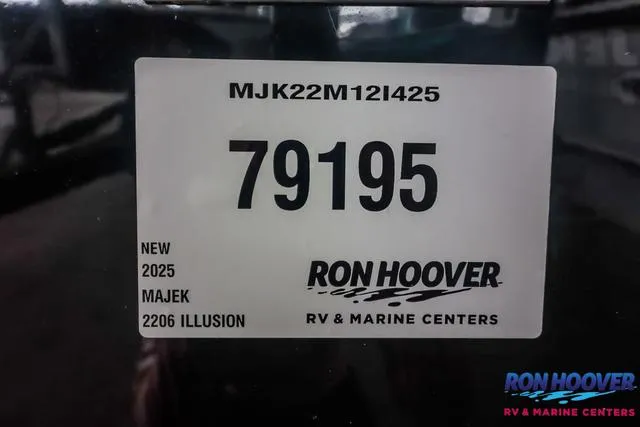 MJK22M12I425
79195
NEW
2025
MAJEK
2206 ILLUSION
RON HOOVER
RV & MARINE CENTERS
RON HOOVER
RV & MARINE CENTERS